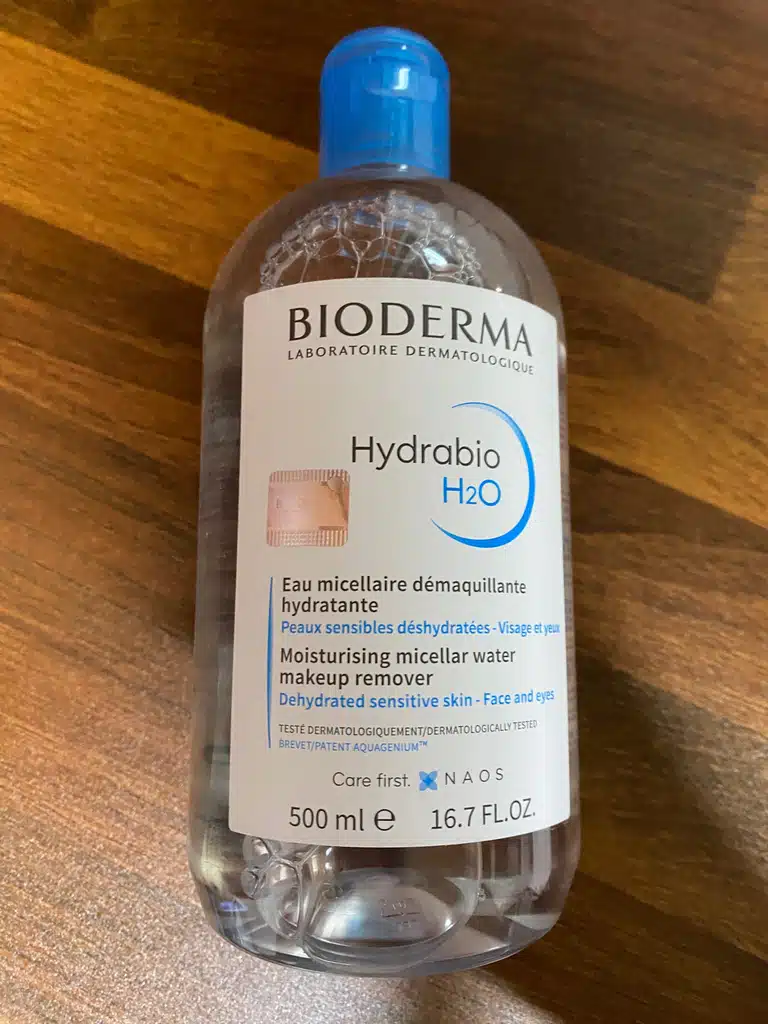 BIODERMA
LABORATOIRE DERMATOLOGIQUE
Hydrabio
H2O
Eau micellaire démaquillante
hydratante
Peaux sensibles déshydratées - Visage et yeux
Moisturising micellar water
makeup remover
Dehydrated sensitive skin - Face and eyes
TESTÉ DERMATOLOGIQUEMENT/DERMATOLOGICALLY TESTED
BREVET/PATENT AQUAGENIUM™
Care first. NAOS
500 ml e 16.7 FL.OZ.